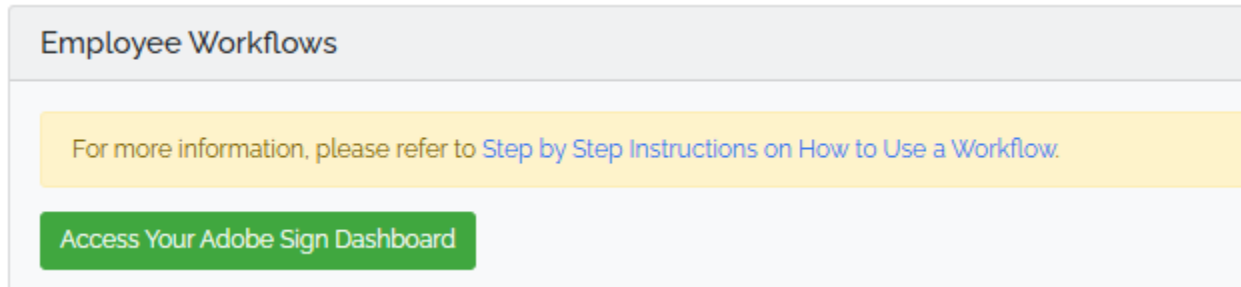 Employee Workflows
For more information, please refer to Step by Step Instructions on How to Use a Workflow.
Access Your Adobe Sign Dashboard